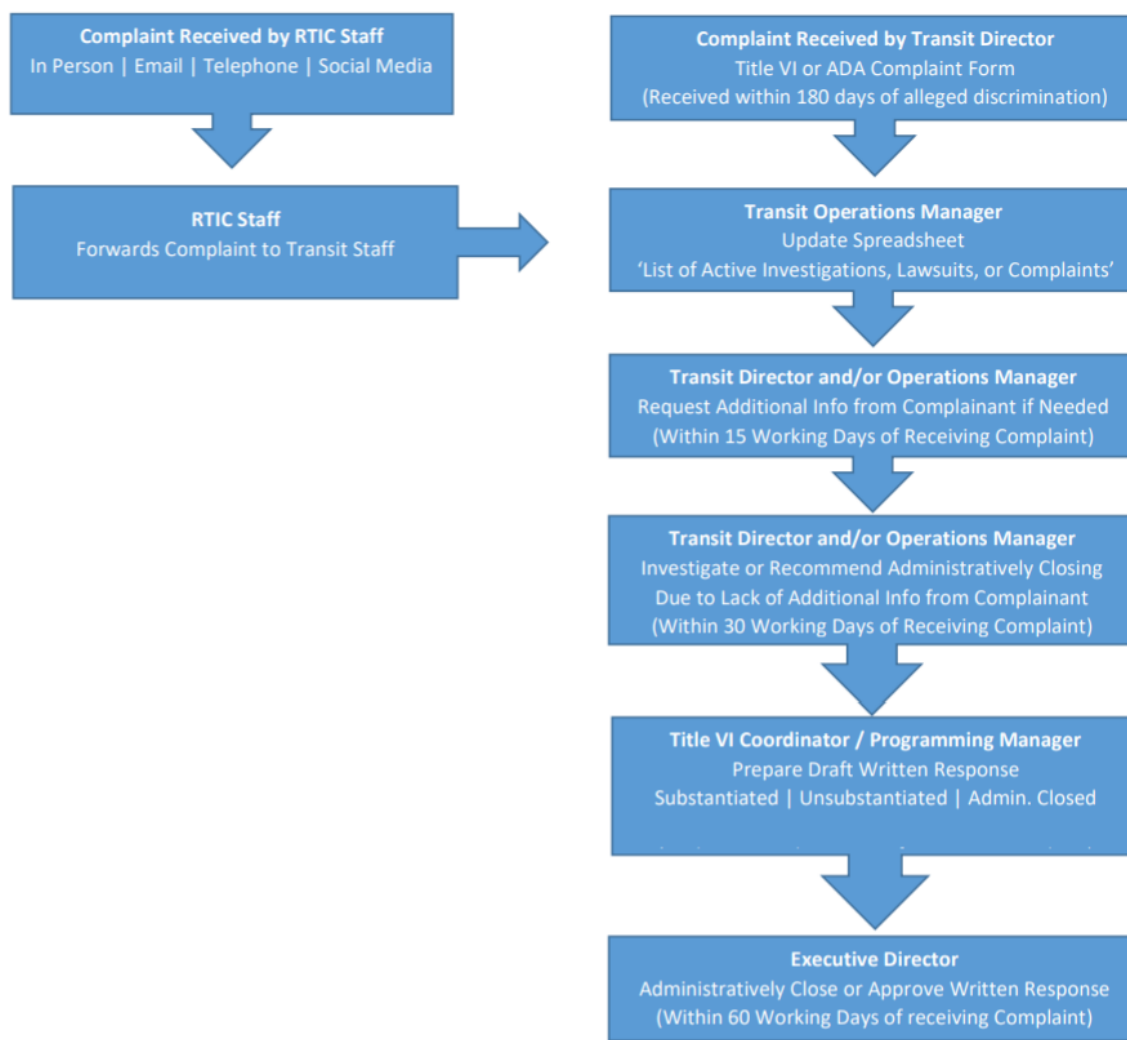 Complaint Received by RTIC Staff
In Person | Email | Telephone | Social Media
RTIC Staff
Forwards Complaint to Transit Staff
Complaint Received by Transit Director
Title VI or ADA Complaint Form
(Received within 180 days of alleged discrimination)
Transit Operations Manager
Update Spreadsheet
‘List of Active Investigations, Lawsuits, or Complaints’
Transit Director and/or Operations Manager
Request Additional Info from Complainant if Needed
(Within 15 Working Days of Receiving Complaint)
Transit Director and/or Operations Manager
Investigate or Recommend Administratively Closing
Due to Lack of Additional Info from Complainant
(Within 30 Working Days of Receiving Complaint)
Title VI Coordinator / Programming Manager
Prepare Draft Written Response
Substantiated | Unsubstantiated | Admin. Closed
Executive Director
Administratively Close or Approve Written Response
(Within 60 Working Days of receiving Complaint)